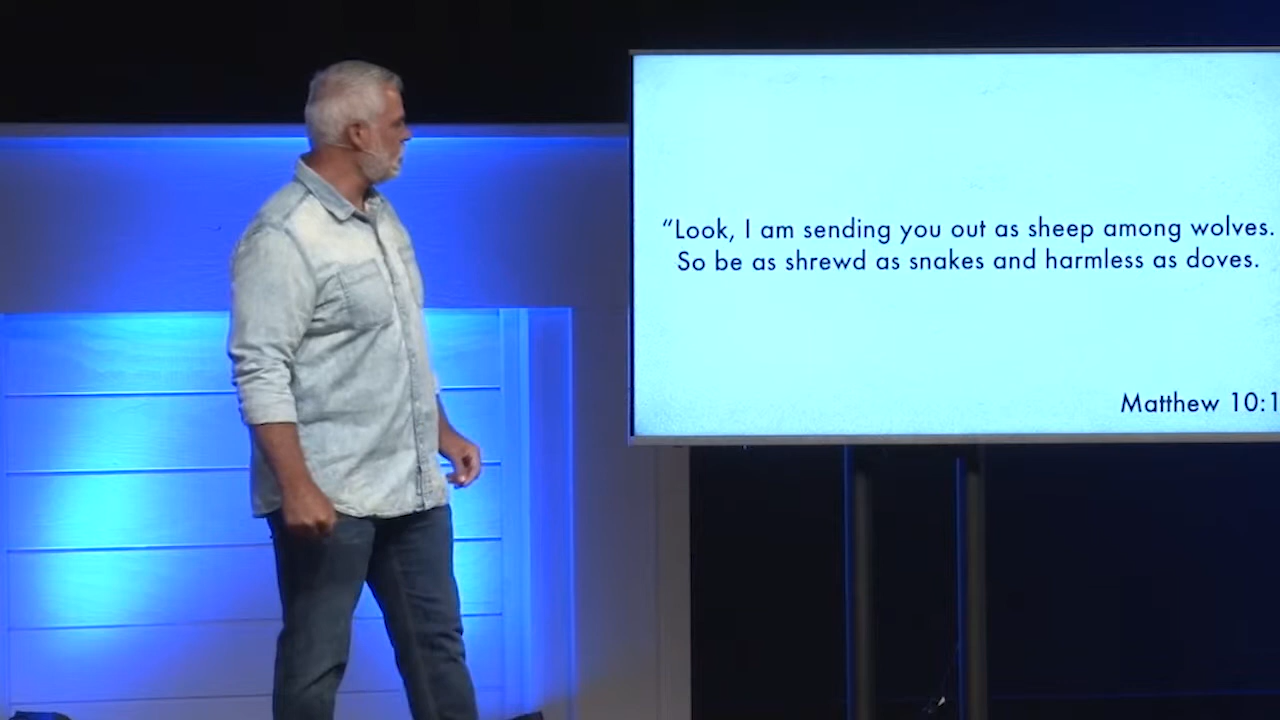 “Look, I am sending you out as sheep among wolves.
So be as shrewd as snakes and harmless as doves.
Matthew 10:1